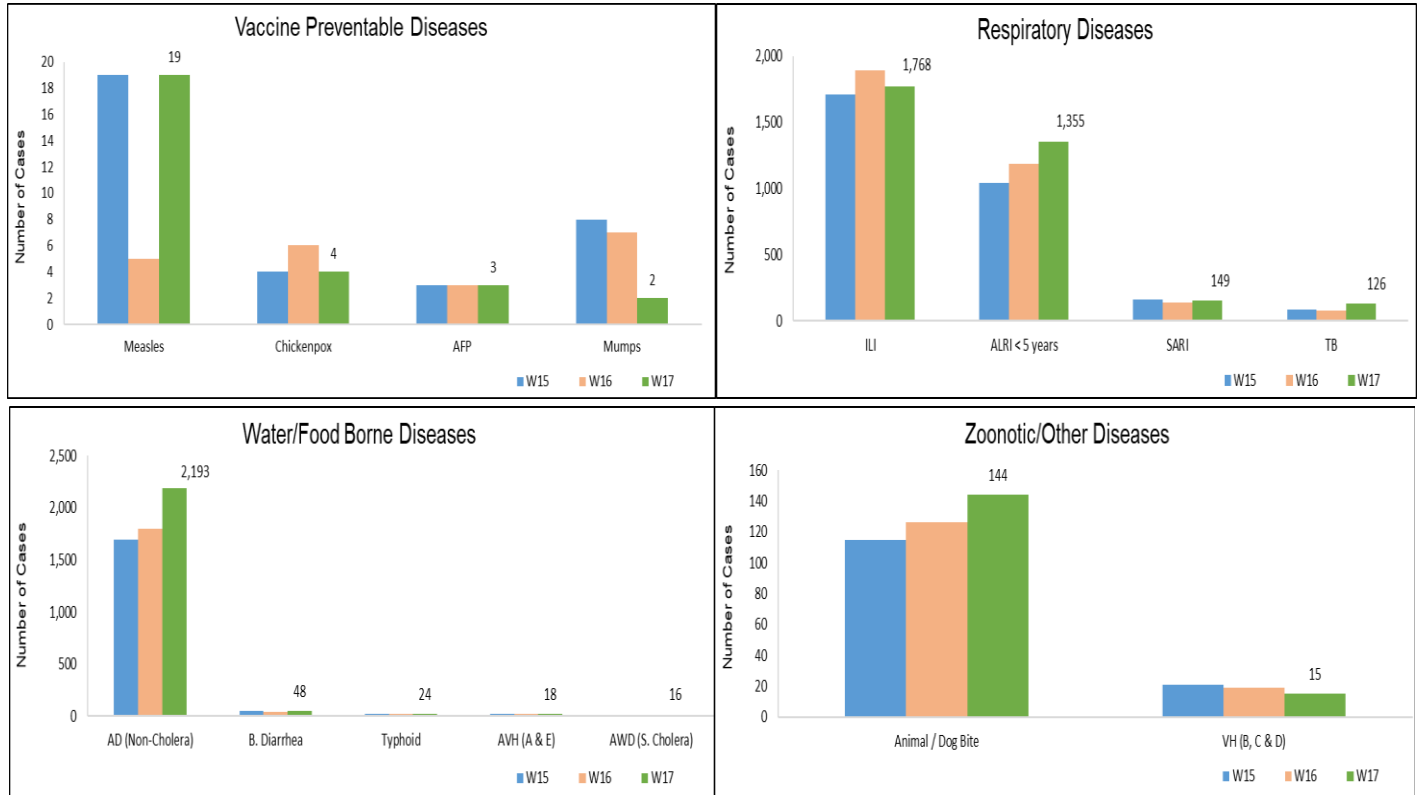 Vaccine Preventable Diseases
Number of Cases
20
18
16
14
12
10
8
6
4
2
0
19
4
3
2
Measles Chickenpox AFP Mumps
W15 W16 W17
Respiratory Diseases
Number of Cases
2,000
1,500
1,000
500
0
1,768
1,355
149
126
ILI ALRI < 5 years SARI TB
W15 W16 W17
Water/Food Borne Diseases
Number of Cases
2,500
2,000
1,500
1,000
500
0
2,193
48
24
18
16
AD (Non-Cholera) B. Diarrhea Typhoid AVH (A & E) AWD (S. Cholera)
W15 W16 W17
Zoonotic/Other Diseases
Number of Cases
160
140
120
100
80
60
40
20
0
144
15
Animal / Dog Bite VH (B, C & D)
W15 W16 W17